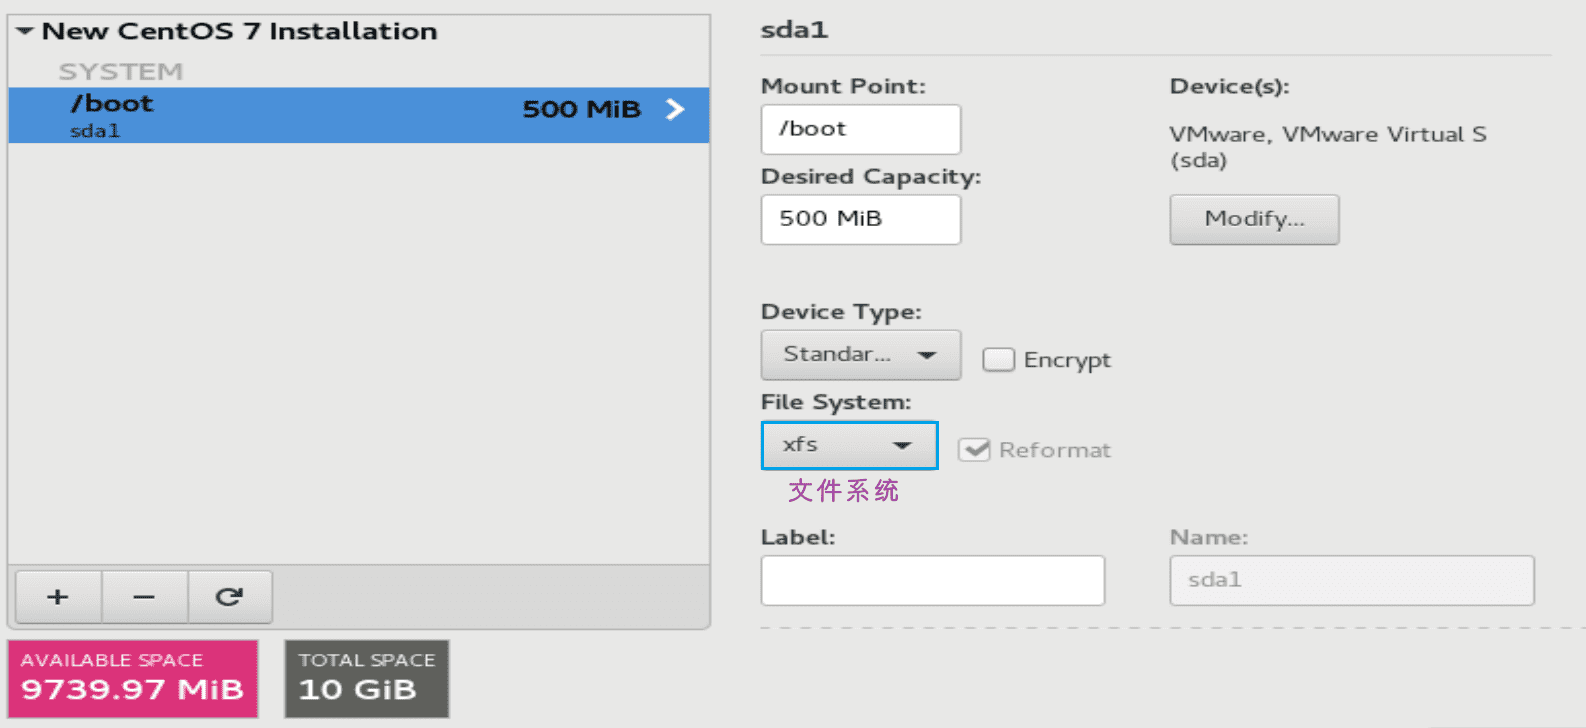 New CentOS 7 Installation
SYSTEM
/boot
500 MiB
sda1
AVAILABLE SPACE
9739.97 MiB
TOTAL SPACE
10 GiB
sda1
Mount Point:
/boot
Desired Capacity:
500 MiB
Device(s):
VMware, VMware Virtual S
(sda)
Modify...
Device Type:
Standar...
Encrypt
File System:
xfs
Reformat
文件系统
Label:
Name:
sda1